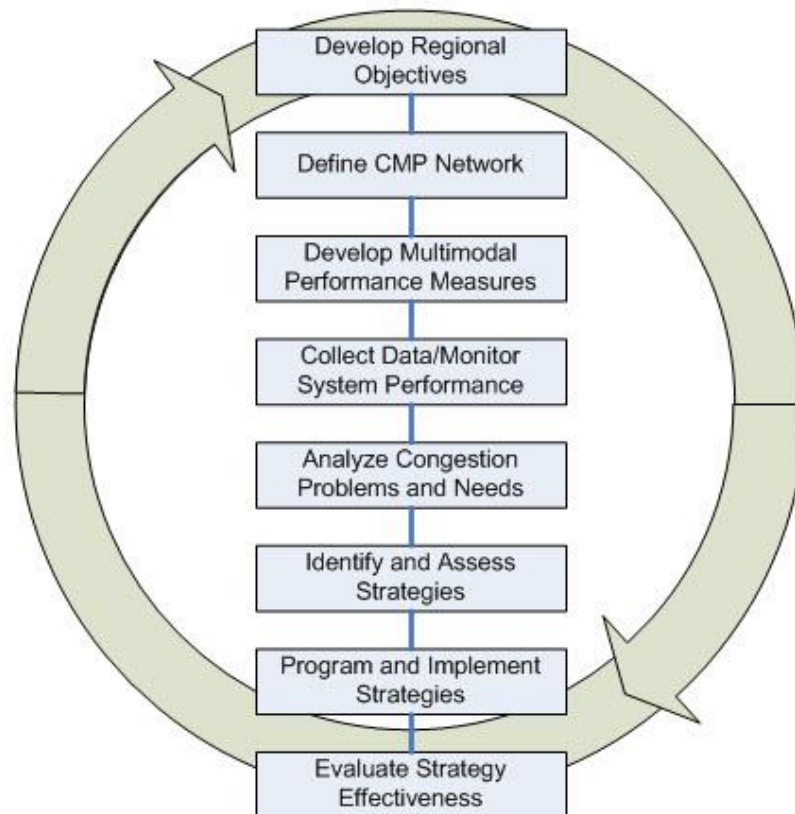 Develop Regional
Objectives
Define CMP Network
Develop Multimodal
Performance Measures
Collect Data/Monitor
System Performance
Analyze Congestion
Problems and Needs
Identify and Assess
Strategies
Program and Implement
Strategies
Evaluate Strategy
Effectiveness